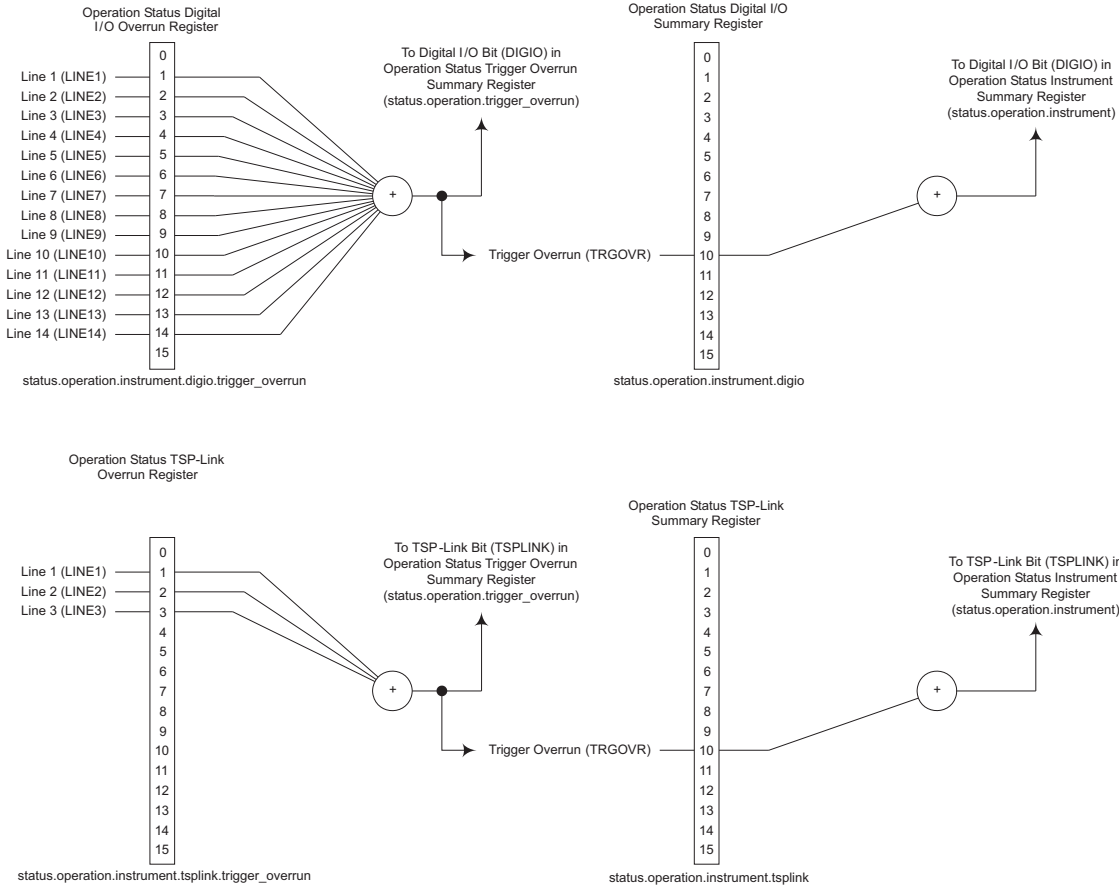 Operation Status Digital
I/O Overrun Register
0
Line 1 (LINE1) 1
Line 2 (LINE2) 2
Line 3 (LINE3) 3
Line 4 (LINE4) 4
Line 5 (LINE5) 5
Line 6 (LINE6) 6
Line 7 (LINE7) 7
Line 8 (LINE8) 8
Line 9 (LINE9) 9
Line 10 (LINE10) 10
Line 11 (LINE11) 11
Line 12 (LINE12) 12
Line 13 (LINE13) 13
Line 14 (LINE14) 14
15
status.operation.instrument.digio.trigger_overrun
+
To Digital I/O Bit (DIGIO) in
Operation Status Trigger Overrun
Summary Register
(status.operation.trigger_overrun)
Trigger Overrun (TRGOVR)
Operation Status Digital I/O
Summary Register
0
1
2
3
4
5
6
7
8
9
10
11
12
13
14
15
status.operation.instrument.digio
+
To Digital I/O Bit (DIGIO) in
Operation Status Instrument
Summary Register
(status.operation.instrument)
Operation Status TSP-Link
Overrun Register
0
Line 1 (LINE1) 1
Line 2 (LINE2) 2
Line 3 (LINE3) 3
4
5
6
7
8
9
10
11
12
13
14
15
status.operation.instrument.tsplink.trigger_overrun
+
To TSP-Link Bit (TSPLINK) in
Operation Status Trigger Overrun
Summary Register
(status.operation.trigger_overrun)
Trigger Overrun (TRGOVR)
Operation Status TSP-Link
Summary Register
0
1
2
3
4
5
6
7
8
9
10
11
12
13
14
15
status.operation.instrument.tsplink
+
To TSP-Link Bit (TSPLINK) in
Operation Status Instrument
Summary Register
(status.operation.instrument)